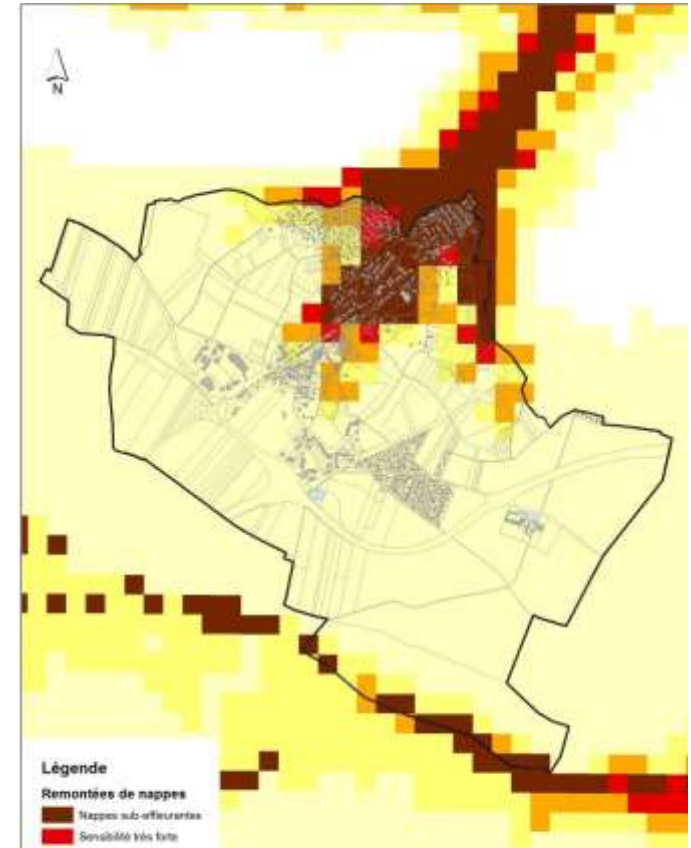 N
Légende
Remontées de nappes
Nappes sub-affleurantes
Sensibilité très forte